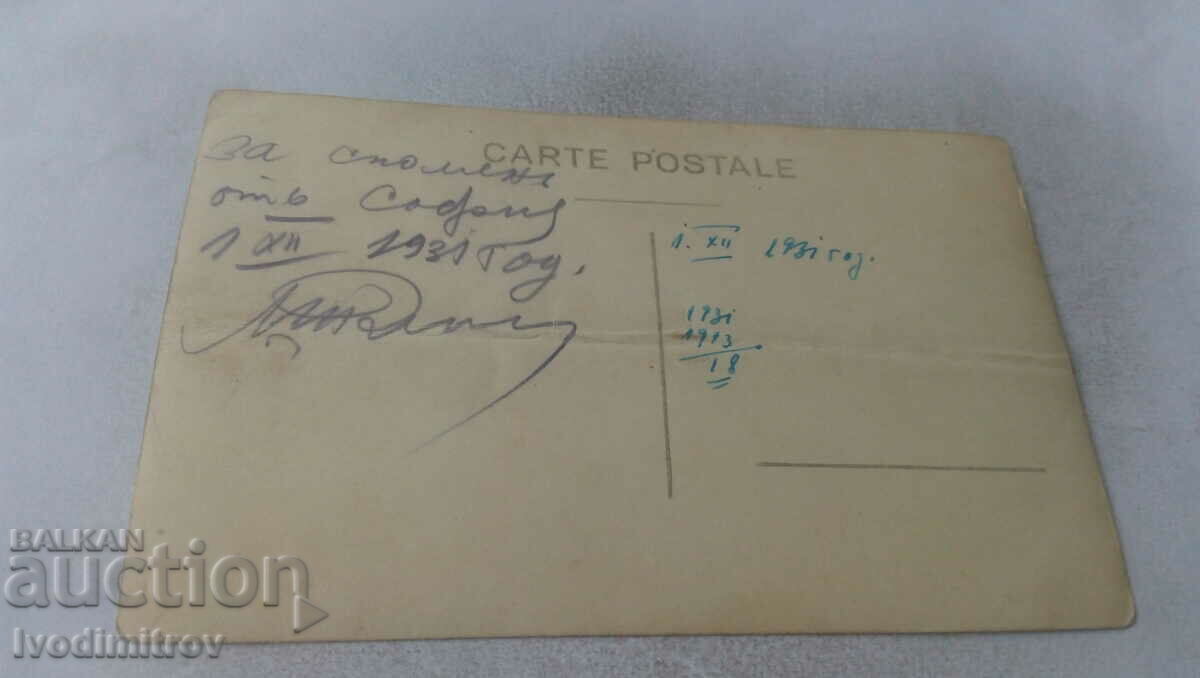 CARTE POSTALE
за спомен
отъ София
1 XII 1931 год.
1. XII 1931 год.
1931
1913
18
BALKAN
auction
Ivodimitrov